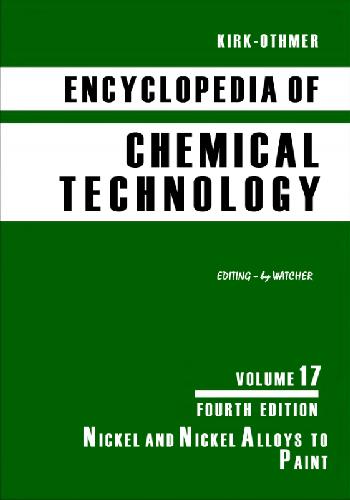 KIRK-OTHMER
ENCYCLOPEDIA OF
CHEMICAL
TECHNOLOGY
EDITING - by WATCHER
VOLUME 17
FOURTH EDITION
NICKEL AND NICKEL ALLOYS TO
PAINT